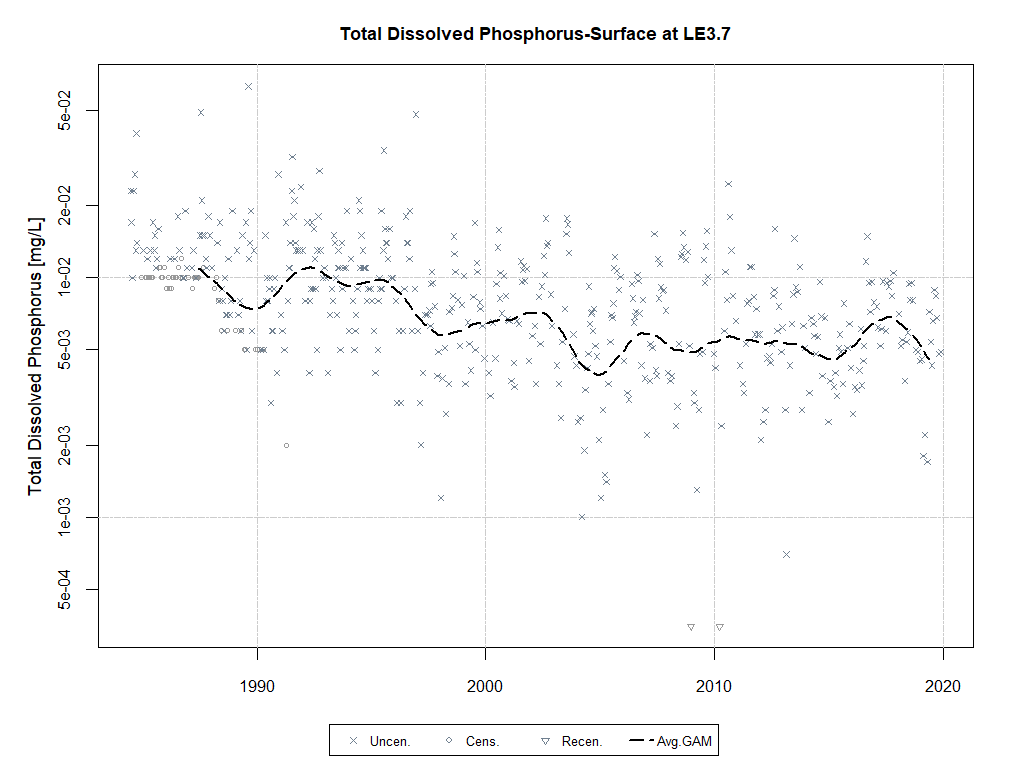 Total Dissolved Phosphorus-Surface at LE3.7
Total Dissolved Phosphorus [mg/L]
5e-02
2e-02
1e-02
5e-03
2e-03
1e-03
5e-04
1990 2000 2010 2020
Uncen. Cens. Recen. Avg.GAM